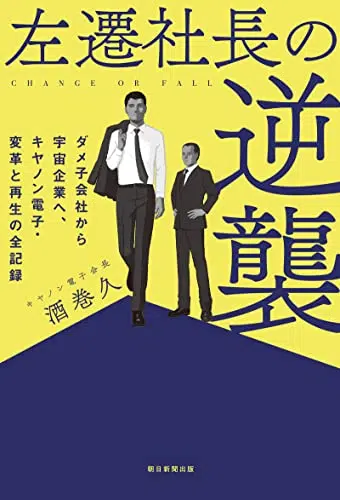 左遷社長の
逆襲
CHANGE OR FALL
ダメ子会社から
宇宙企業へ、
キヤノン電子・
変革と再生の全記録
キヤノン電子会長
酒巻久
朝日新聞出版